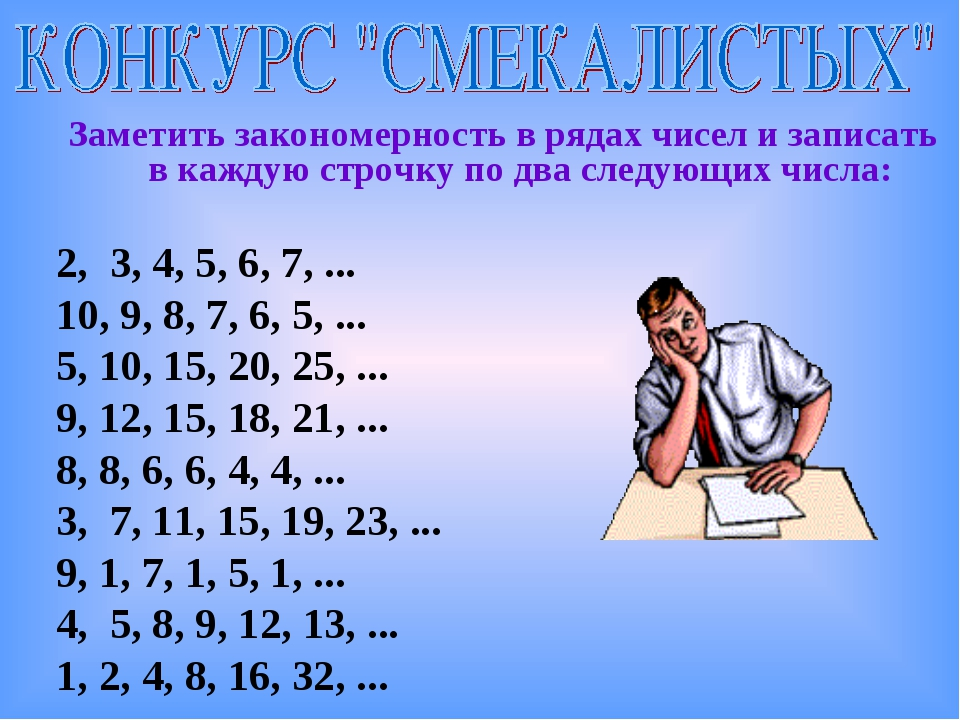 КОНКУРС "СМЕКАЛИСТЫХ"
Заметить закономерность в рядах чисел и записать
в каждую строчку по два следующих числа:
2, 3, 4, 5, 6, 7, ...
10, 9, 8, 7, 6, 5, ...
5, 10, 15, 20, 25, ...
9, 12, 15, 18, 21, ...
8, 8, 6, 6, 4, 4, ...
3, 7, 11, 15, 19, 23, ...
9, 1, 7, 1, 5, 1, ...
4, 5, 8, 9, 12, 13, ...
1, 2, 4, 8, 16, 32, ...